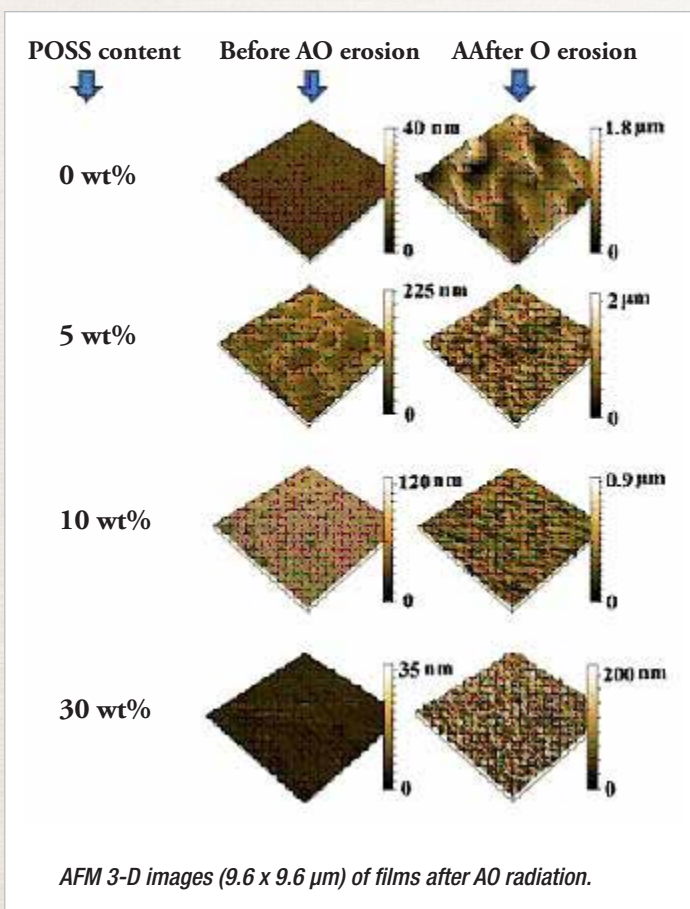 POSS content Before AO erosion AAfter O erosion
40 nm 1.8 µm
0 wt%
0 0
225 nm 2 µm
5 wt%
0 0
120 nm 0.9 µm
10 wt%
0 0
35 nm 200 nm
30 wt%
0 0
AFM 3-D images (9.6 x 9.6 µm) of films after AO radiation.